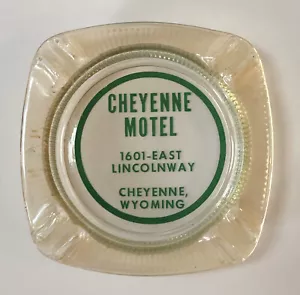 CHEYENNE
MOTEL
1601-EAST
LINCOLNWAY
CHEYENNE,
WYOMING